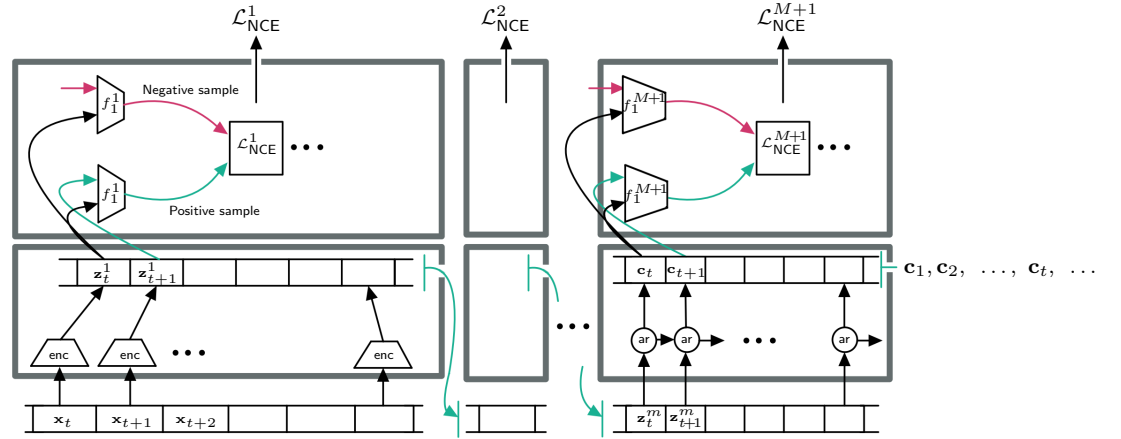 ℒ¹_NCE ℒ²_NCE ℒ^{M+1}_NCE
Negative sample
f¹₁ f₁^{M+1}
ℒ¹_NCE ••• ℒ^{M+1}_NCE •••
f¹₁ f₁^{M+1}
Positive sample
z¹_t z¹_{t+1} c_t c_{t+1} c₁, c₂, …, c_t, …
•••
enc enc ••• enc ar ar ••• ar
x_t x_{t+1} x_{t+2} z^m_t z^m_{t+1}